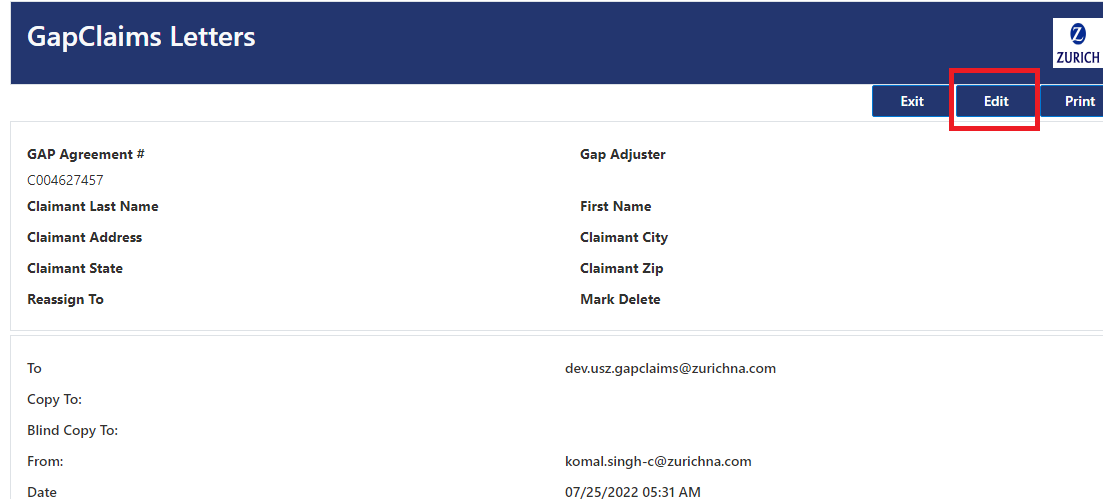 GapClaims Letters
Z
ZURICH
Exit Edit Print
GAP Agreement # Gap Adjuster
C004627457
Claimant Last Name First Name
Claimant Address Claimant City
Claimant State Claimant Zip
Reassign To Mark Delete
To dev.usz.gapclaims@zurichna.com
Copy To:
Blind Copy To:
From: komal.singh-c@zurichna.com
Date 07/25/2022 05:31 AM